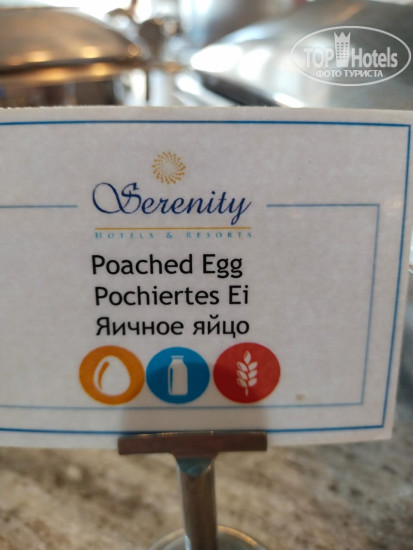 TOP Hotels
ФОТО ТУРИСТА
Serenity
HOTELS & RESORTS
Poached Egg
Pochiertes Ei
Яичное яйцо